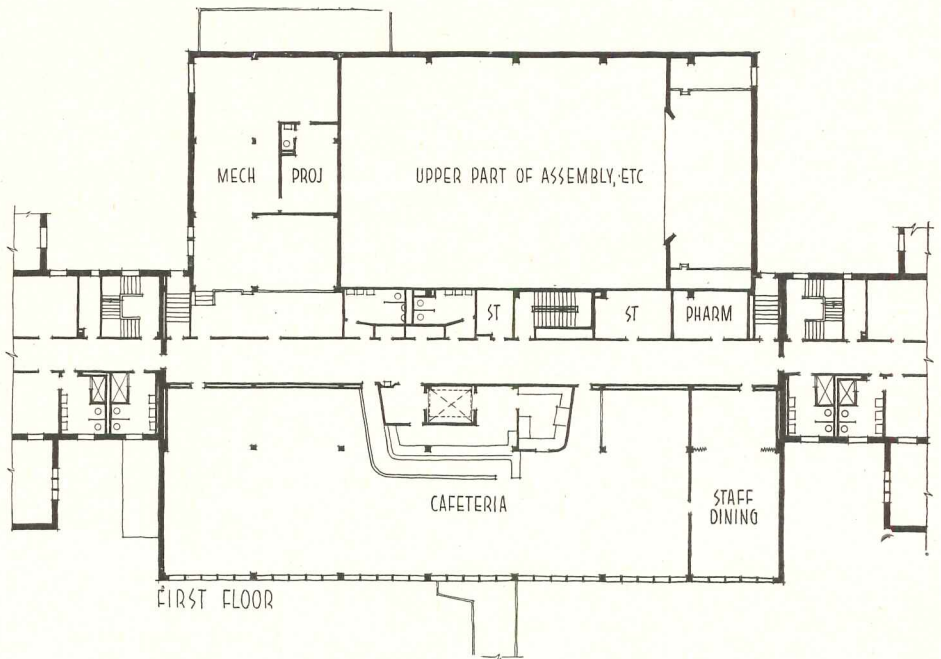 MECH
PROJ
UPPER PART OF ASSEMBLY, ETC
ST
ST
PHARM
CAFETERIA
STAFF
DINING
FIRST FLOOR